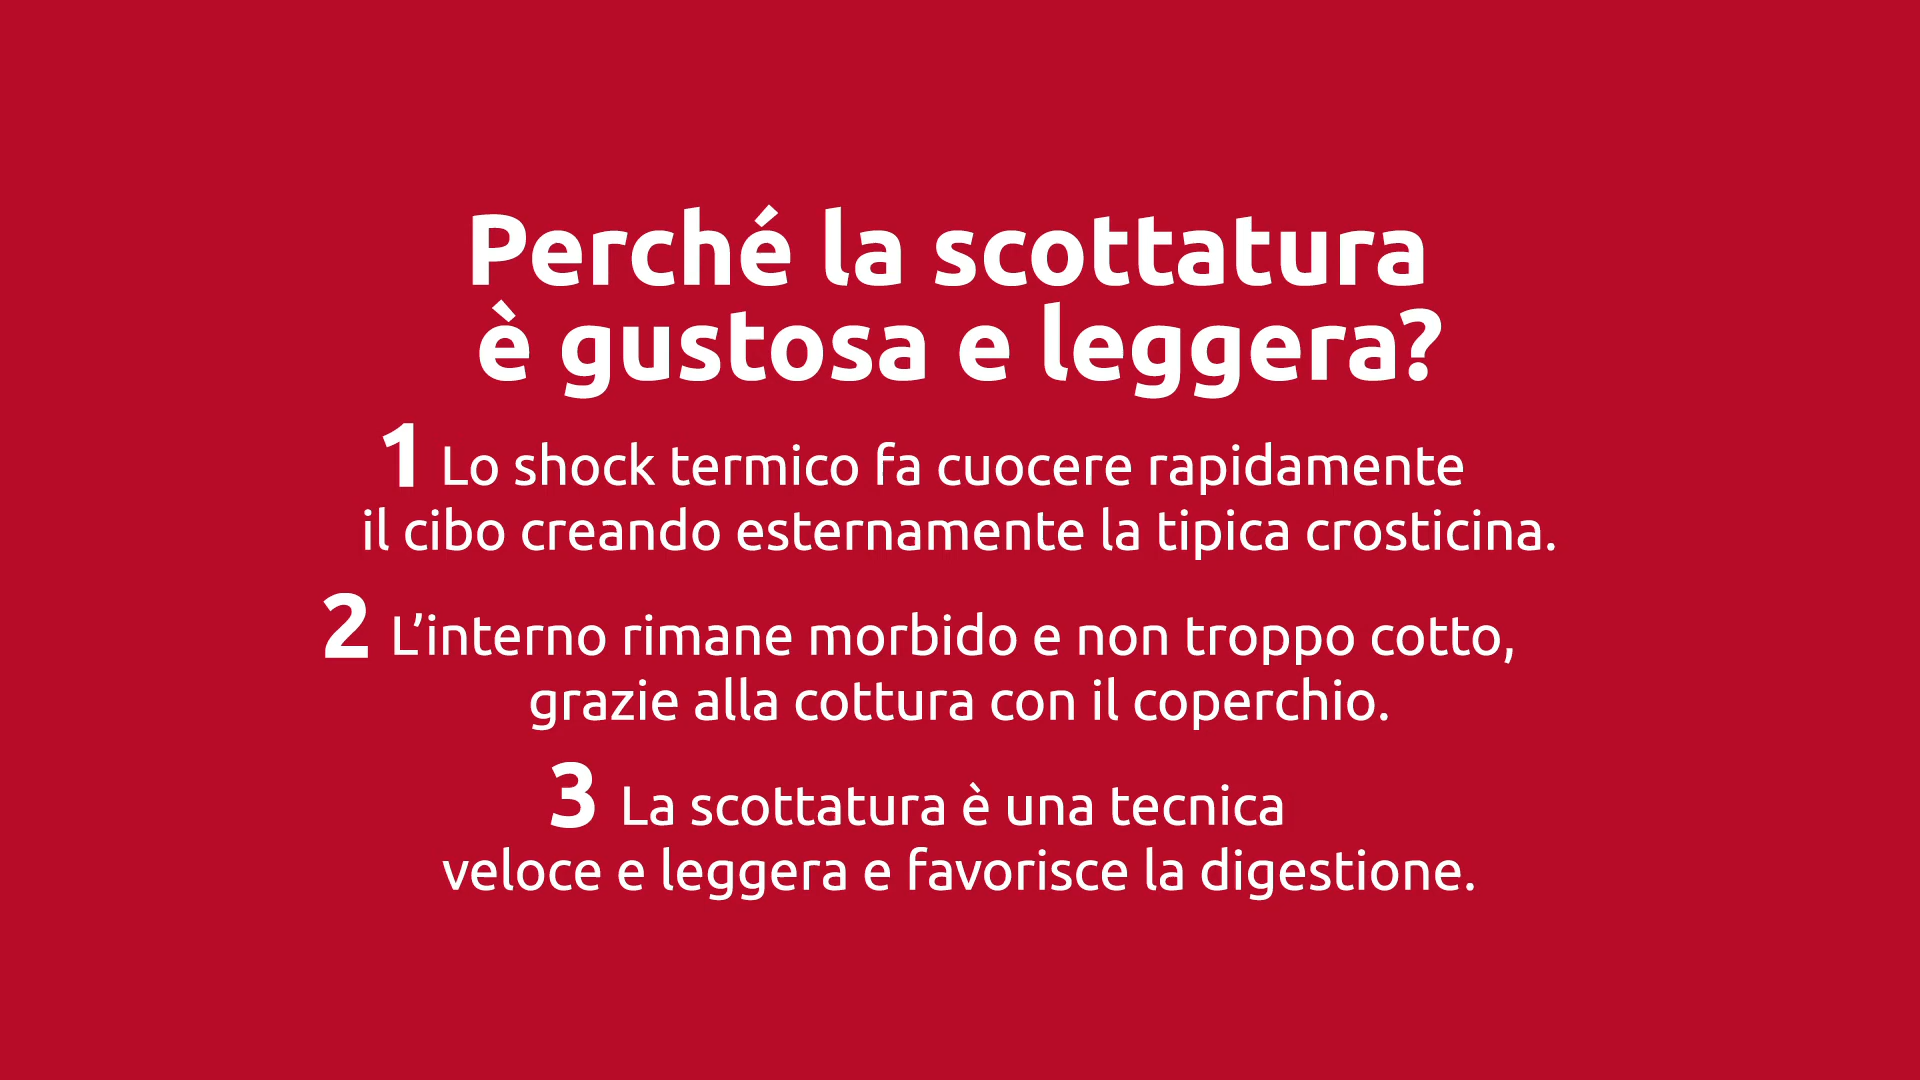 Perché la scottatura
è gustosa e leggera?
1 Lo shock termico fa cuocere rapidamente
il cibo creando esternamente la tipica crosticina.
2 L’interno rimane morbido e non troppo cotto,
grazie alla cottura con il coperchio.
3 La scottatura è una tecnica
veloce e leggera e favorisce la digestione.